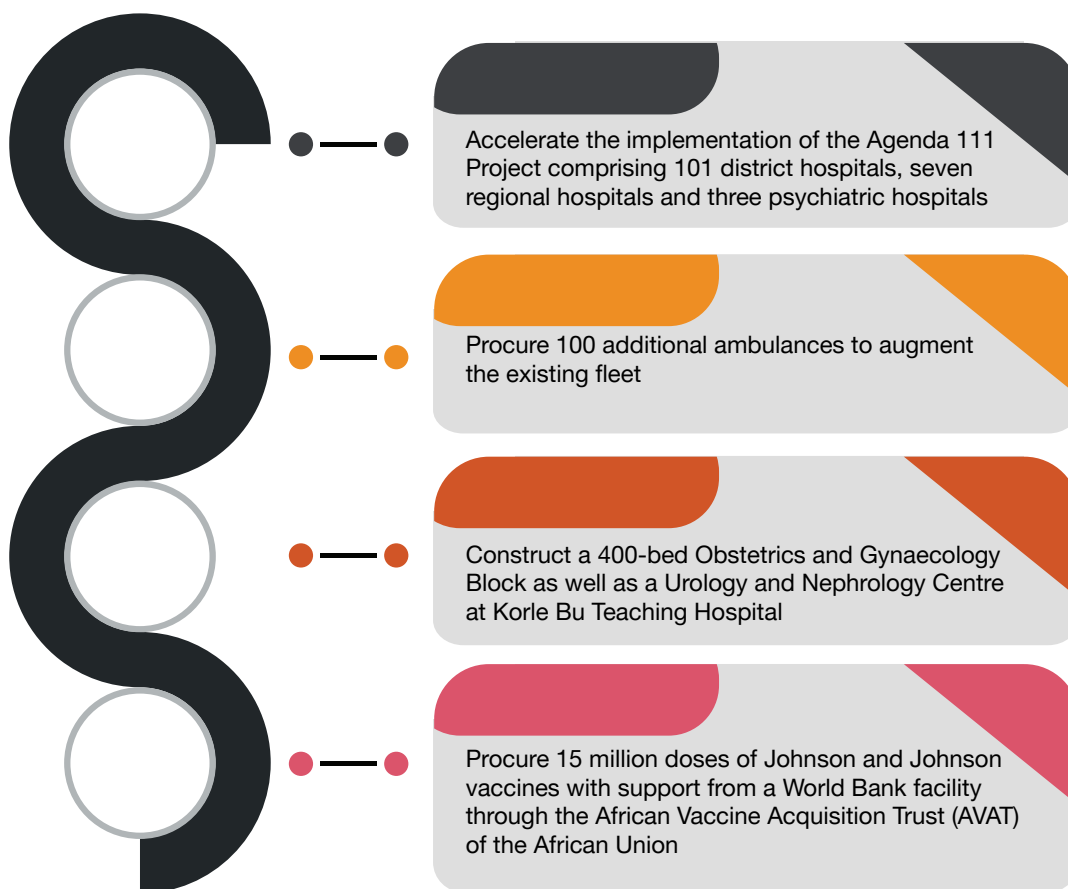 Accelerate the implementation of the Agenda 111
Project comprising 101 district hospitals, seven
regional hospitals and three psychiatric hospitals
Procure 100 additional ambulances to augment
the existing fleet
Construct a 400-bed Obstetrics and Gynaecology
Block as well as a Urology and Nephrology Centre
at Korle Bu Teaching Hospital
Procure 15 million doses of Johnson and Johnson
vaccines with support from a World Bank facility
through the African Vaccine Acquisition Trust (AVAT)
of the African Union